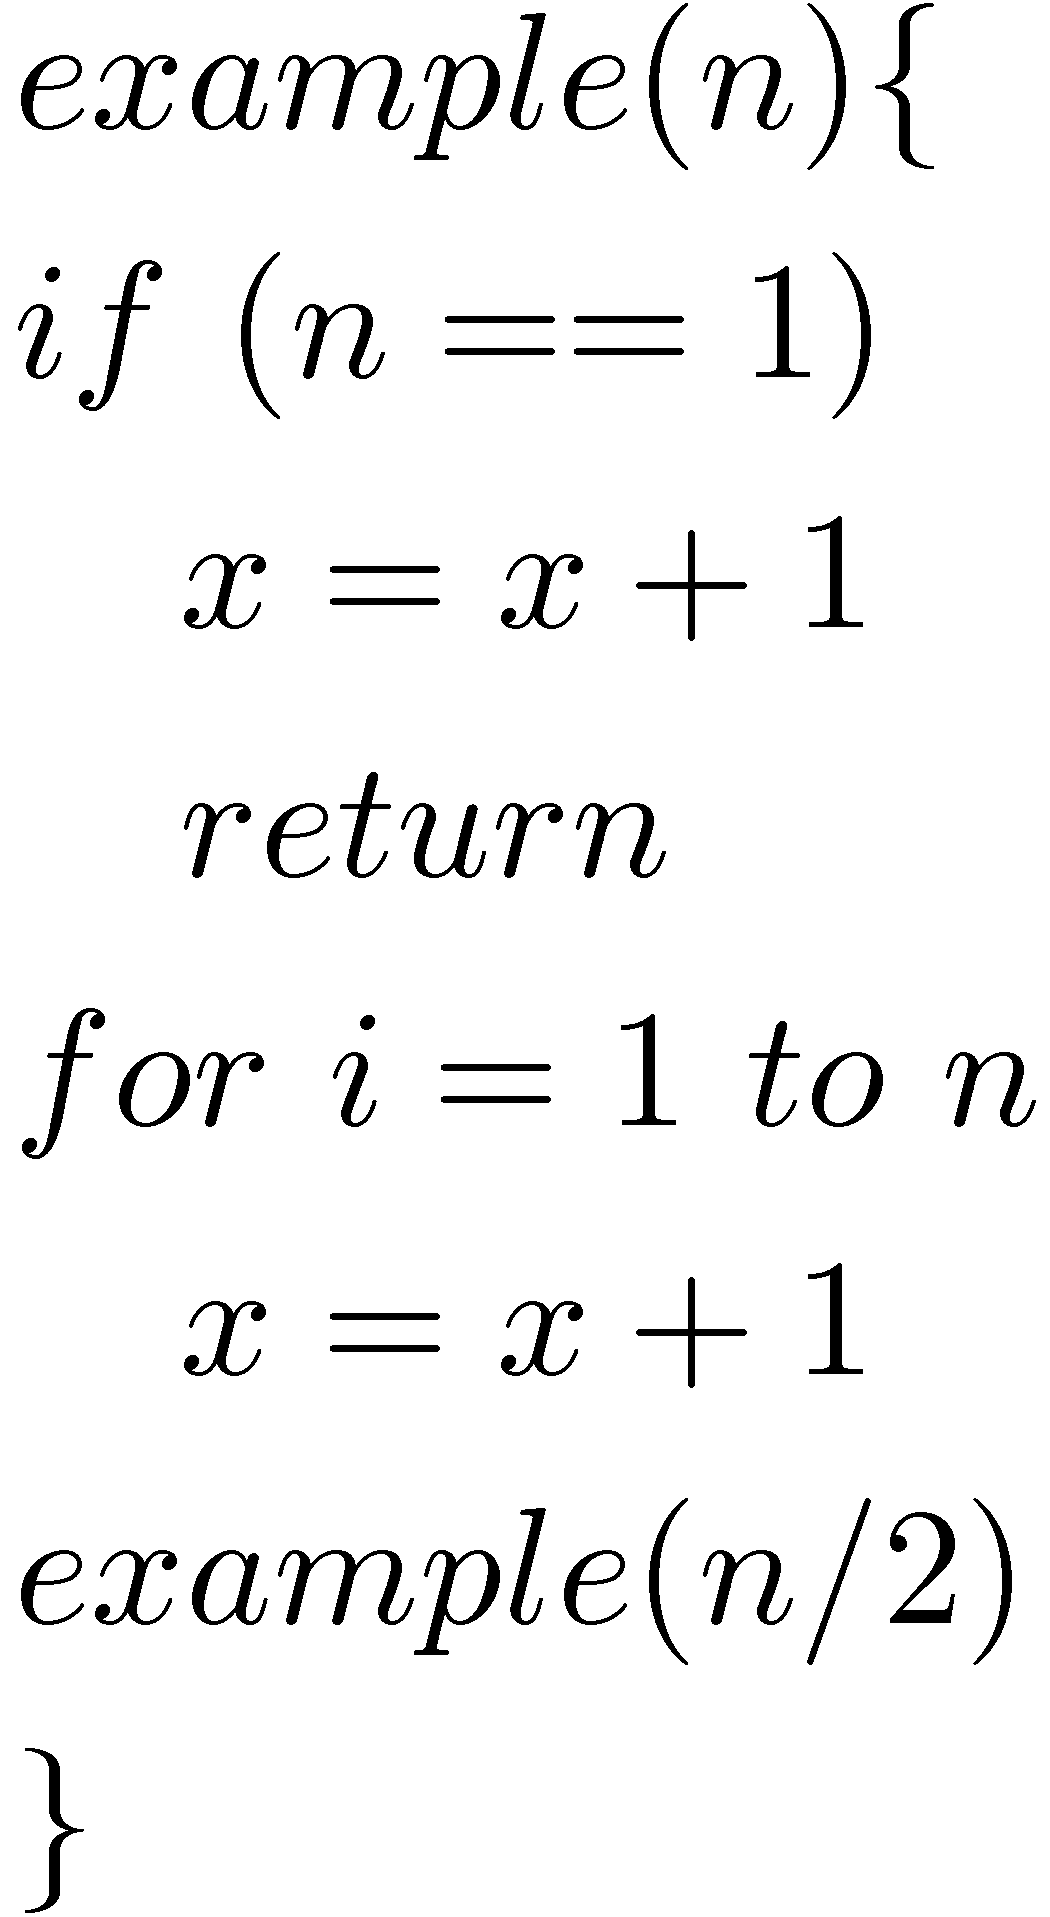 example(n){
if (n == 1)
x = x + 1
return
for i = 1 to n
x = x + 1
example(n/2)
}